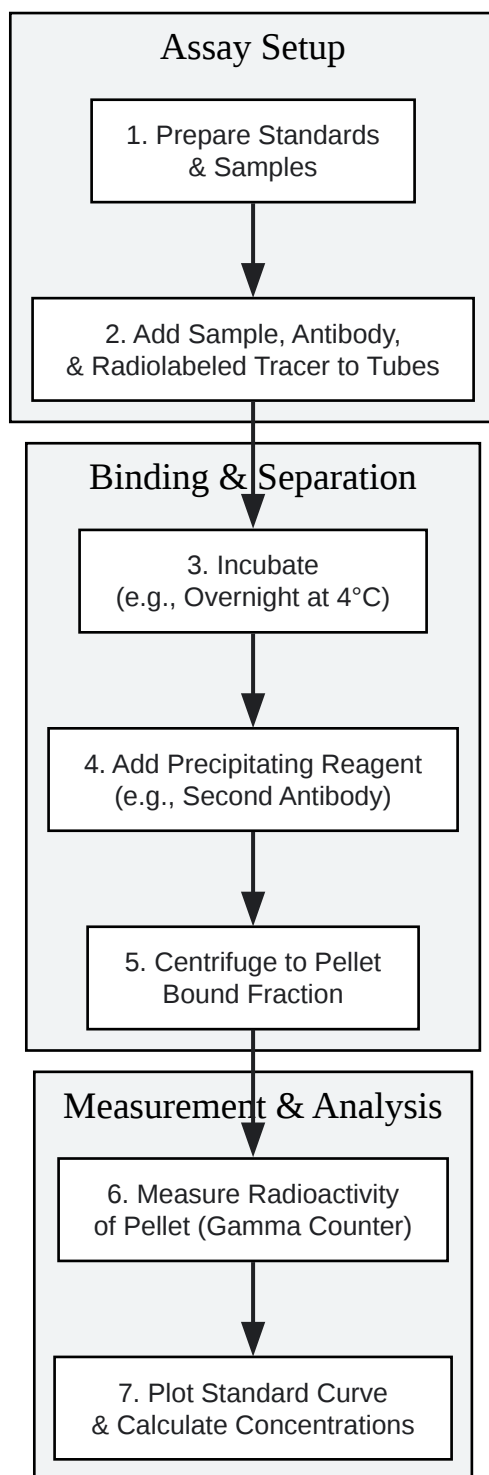 Assay Setup
1. Prepare Standards
& Samples
2. Add Sample, Antibody,
& Radiolabeled Tracer to Tubes
Binding & Separation
3. Incubate
(e.g., Overnight at 4°C)
4. Add Precipitating Reagent
(e.g., Second Antibody)
5. Centrifuge to Pellet
Bound Fraction
Measurement & Analysis
6. Measure Radioactivity
of Pellet (Gamma Counter)
7. Plot Standard Curve
& Calculate Concentrations